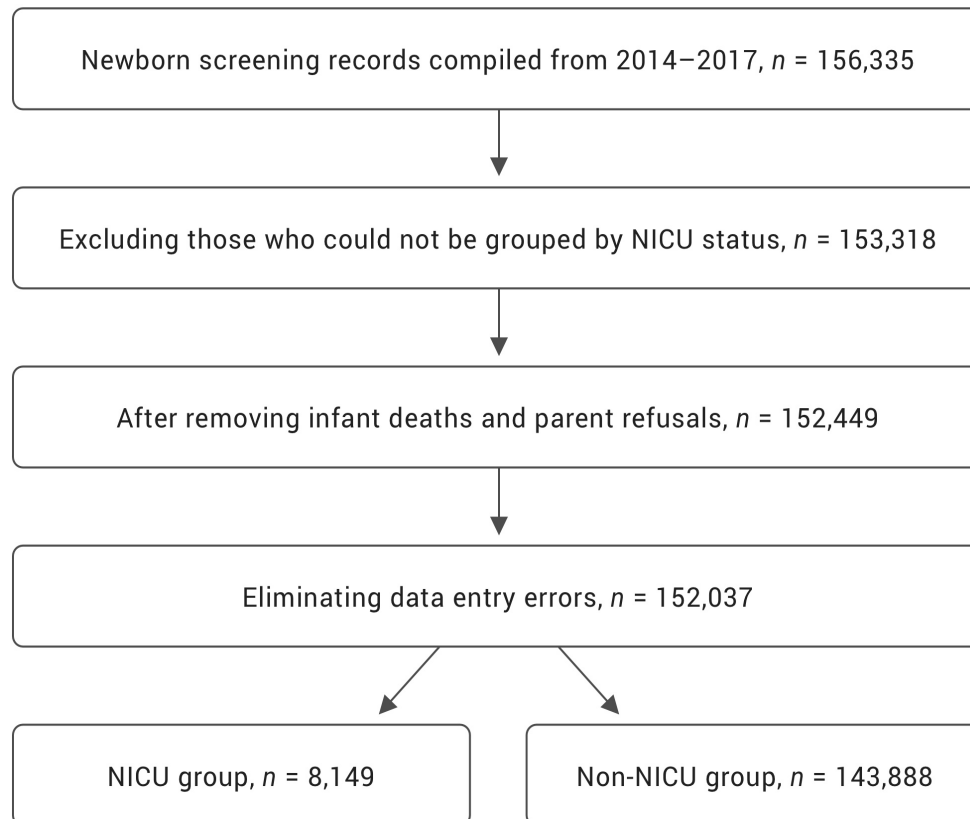 Newborn screening records compiled from 2014–2017, n = 156,335
Excluding those who could not be grouped by NICU status, n = 153,318
After removing infant deaths and parent refusals, n = 152,449
Eliminating data entry errors, n = 152,037
NICU group, n = 8,149
Non-NICU group, n = 143,888